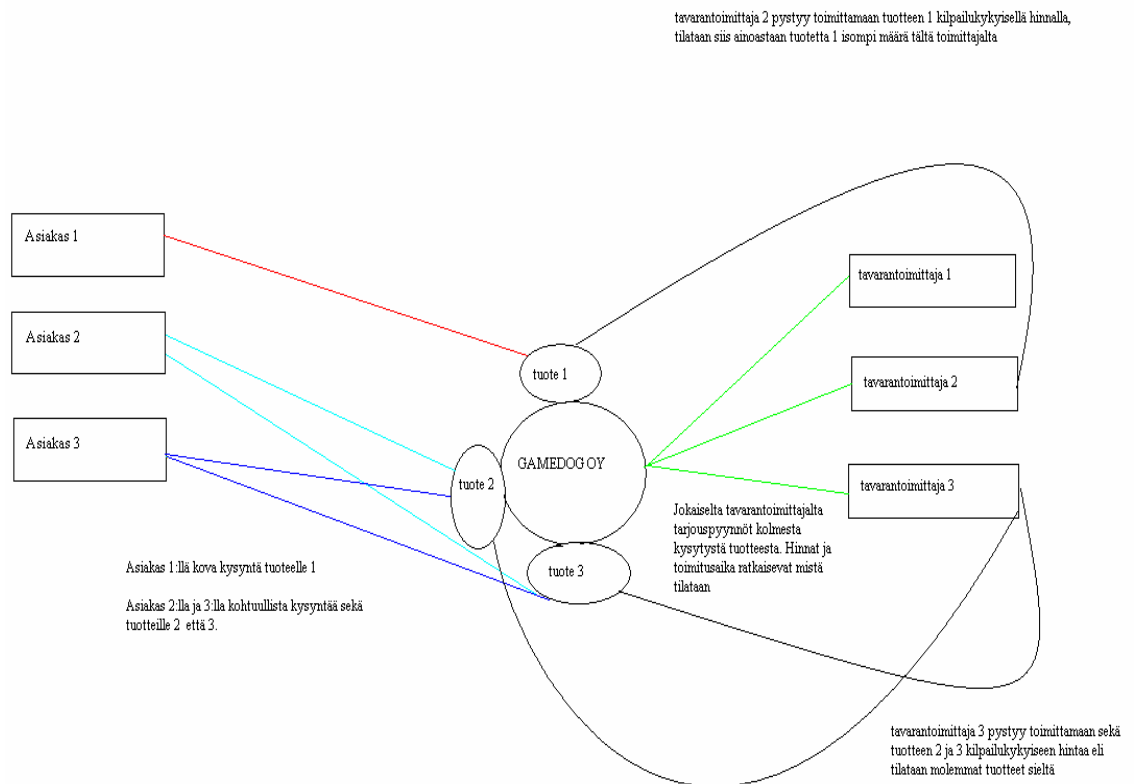 tavarantoimittaja 2 pystyy toimittamaan tuotteen 1 kilpailukykyisellä hinnalla,
tilataan siis ainoastaan tuotetta 1 isompi määrä tältä toimittajalta
Asiakas 1
tavarantoimittaja 1
Asiakas 2
tuote 1
tavarantoimittaja 2
Asiakas 3
GAMEDOG OY
tuote 2
tavarantoimittaja 3
Jokaiselta tavarantoimittajalta
tarjouspyynnöt kolmesta
kysytystä tuotteesta. Hinnat ja
toimitusaika ratkaisevat mistä
tilataan
tuote 3
Asiakas 1:llä kova kysyntä tuoteelle 1
Asiakas 2:lla ja 3:lla kohtuullista kysyntää sekä
tuotteille 2 että 3.
tavarantoimittaja 3 pystyy toimittamaan sekä
tuotteen 2 ja 3 kilpailukykyiseen hintaa eli
tilataan molemmat tuotteet sieltä